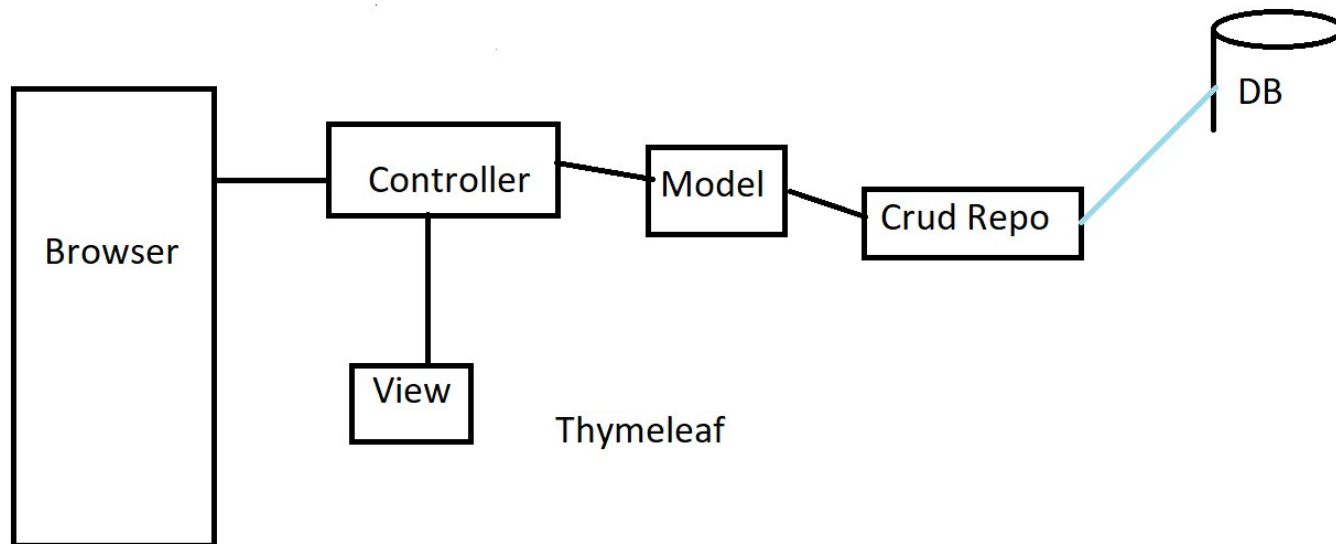 DB
Controller
Model
Crud Repo
Browser
View
Thymeleaf